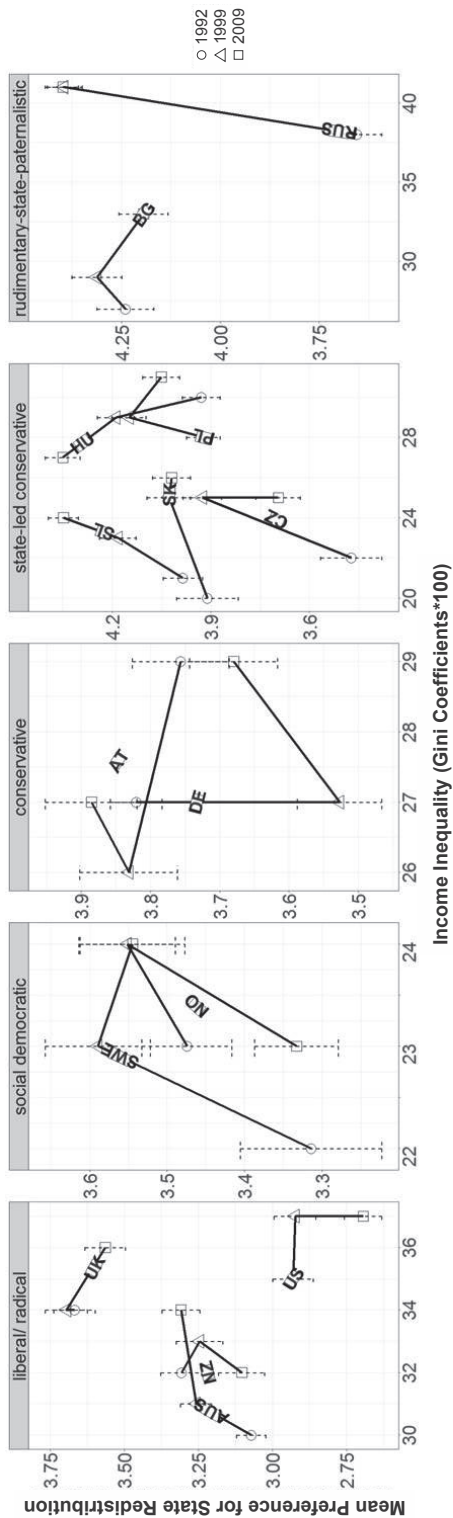 Mean Preference for State Redistribution
liberal/ radical
3.75
3.50
3.25
3.00
2.75
30
32
34
36
UK
AUS
NZ
US
social democratic
3.6
3.5
3.4
3.3
22
23
24
SWE
NO
conservative
3.9
3.8
3.7
3.6
3.5
26
27
28
29
AT
DE
state-led conservative
4.2
3.9
3.6
20
24
28
SL
HU
SK
PL
CZ
rudimentary-state-paternalistic
4.25
4.00
3.75
30
35
40
BG
RUS
1992
1999
2009
Income Inequality (Gini Coefficients*100)